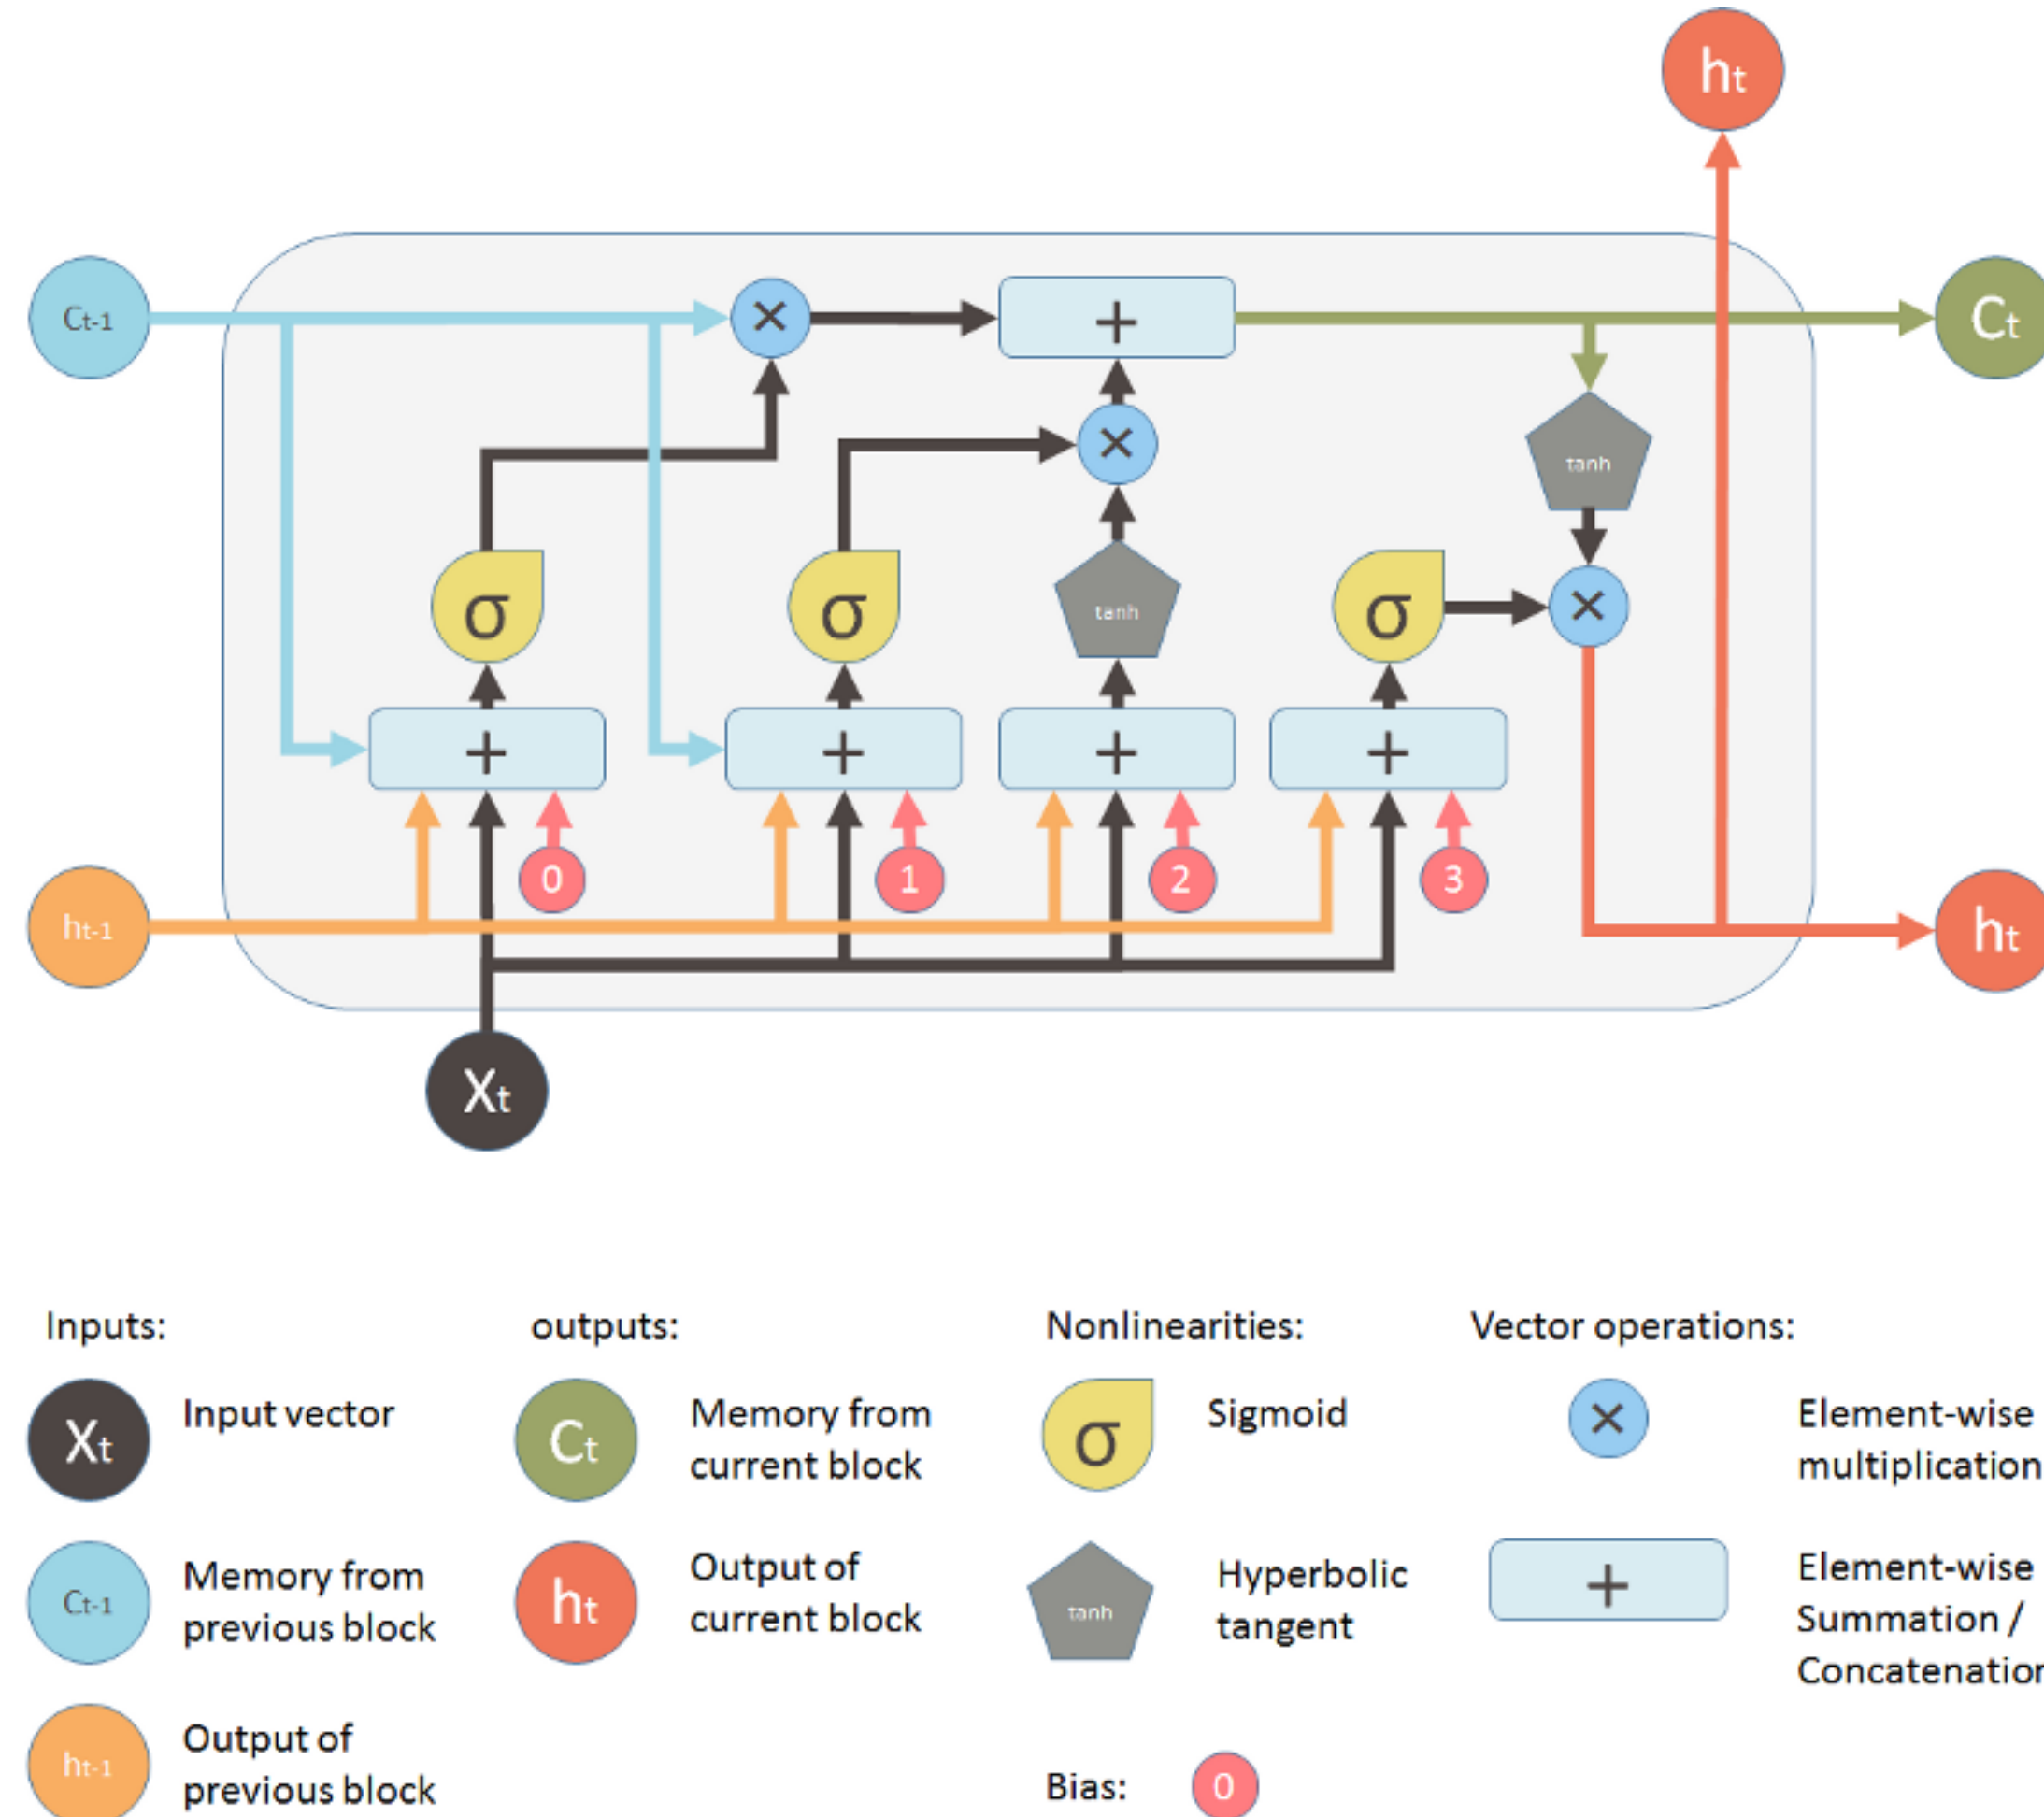 ht
Ct-1
×
+
Ct
×
tanh
σ
σ
tanh
σ
×
+
+
+
+
0
1
2
3
ht-1
ht
Xt
Inputs:
outputs:
Nonlinearities:
Vector operations:
Xt
Input vector
Ct
Memory from
current block
σ
Sigmoid
×
Element-wise
multiplication
Ct-1
Memory from
previous block
ht
Output of
current block
tanh
Hyperbolic
tangent
+
Element-wise
Summation /
Concatenation
ht-1
Output of
previous block
Bias:
0